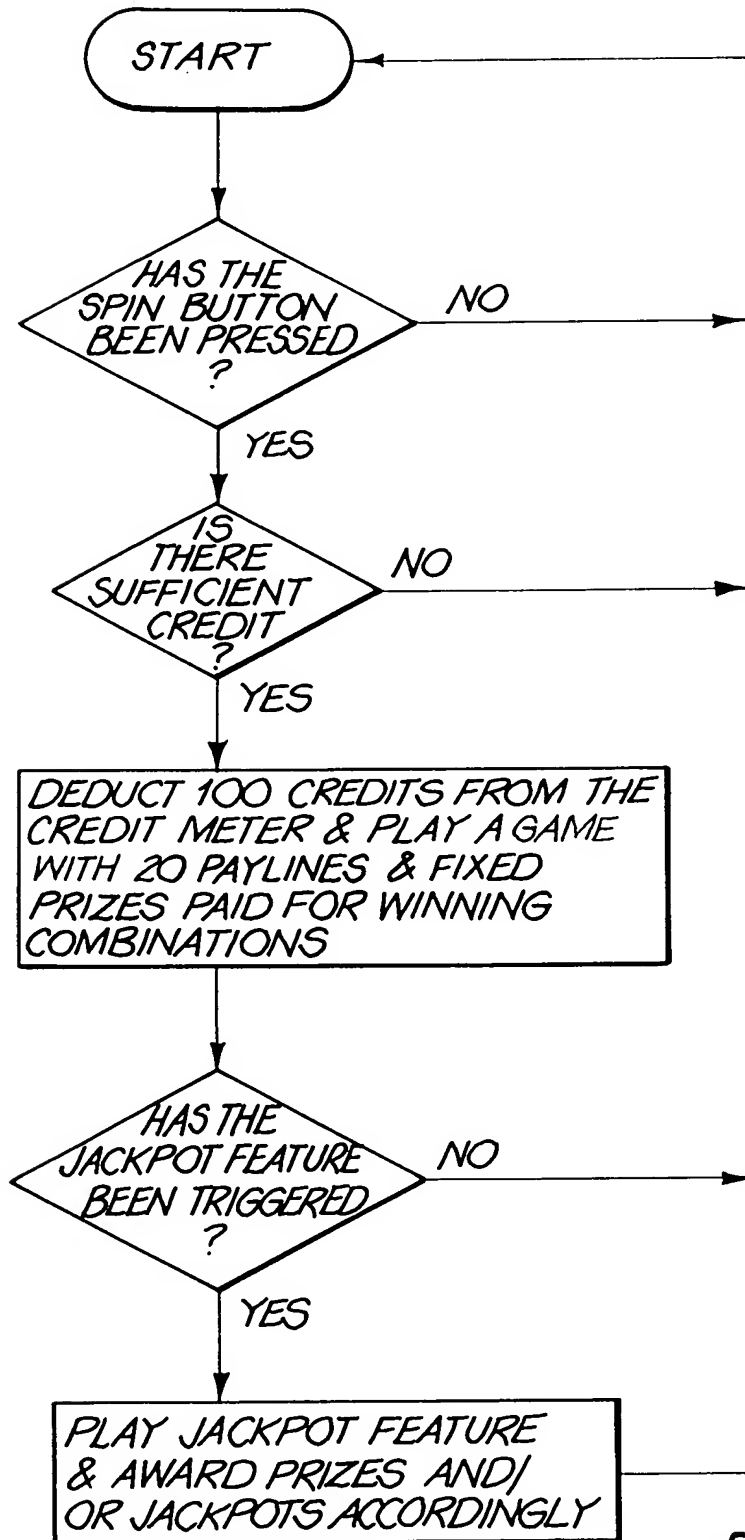 START
HAS THE
SPIN BUTTON
BEEN PRESSED
?
NO
YES
IS
THERE
SUFFICIENT
CREDIT
?
NO
YES
DEDUCT 100 CREDITS FROM THE
CREDIT METER & PLAY A GAME
WITH 20 PAYLINES & FIXED
PRIZES PAID FOR WINNING
COMBINATIONS
HAS THE
JACKPOT FEATURE
BEEN TRIGGERED
?
NO
YES
PLAY JACKPOT FEATURE
& AWARD PRIZES AND/
OR JACKPOTS ACCORDINGLY